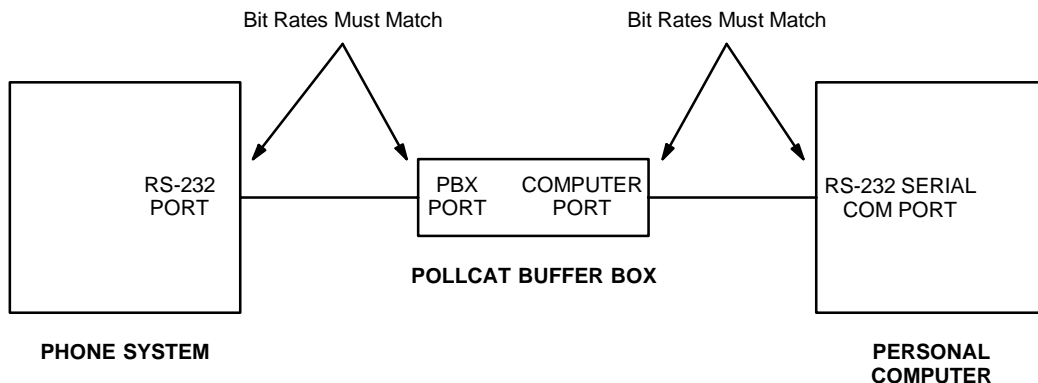 Bit Rates Must Match
Bit Rates Must Match
RS-232
PORT
PBX
PORT
COMPUTER
PORT
RS-232 SERIAL
COM PORT
POLLCAT BUFFER BOX
PHONE SYSTEM
PERSONAL
COMPUTER